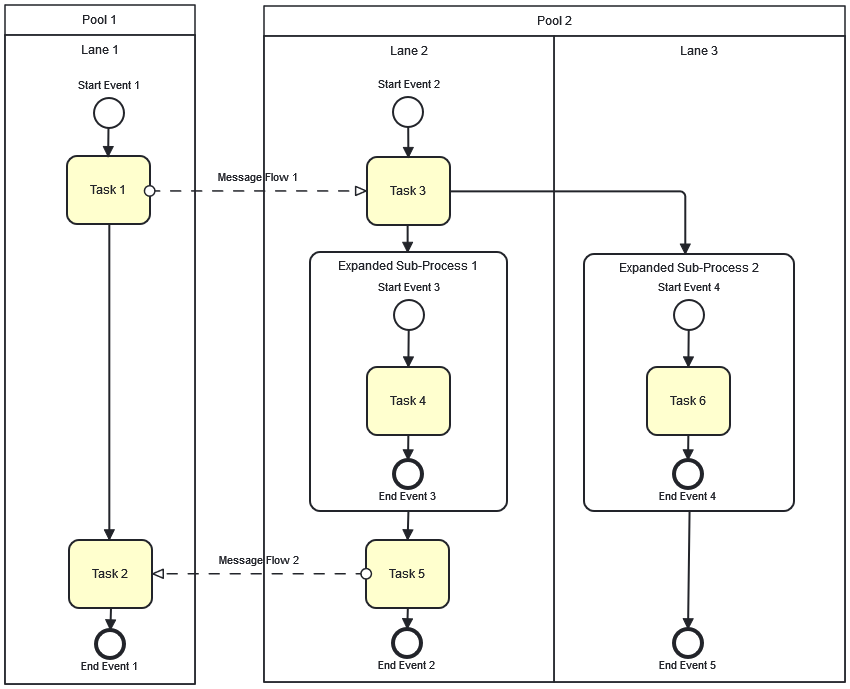 Pool 1
Pool 2
Lane 1
Lane 2
Lane 3
Start Event 1
Start Event 2
Message Flow 1
Task 1
Task 3
Expanded Sub-Process 1
Expanded Sub-Process 2
Start Event 3
Start Event 4
Task 4
Task 6
End Event 3
End Event 4
Message Flow 2
Task 2
Task 5
End Event 1
End Event 2
End Event 5